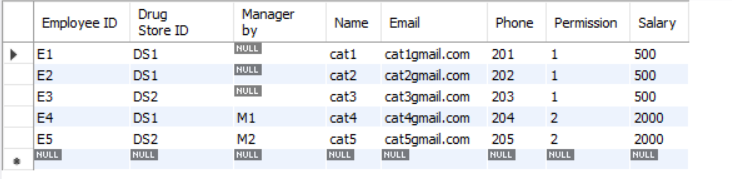 Employee ID Drug Store ID Manager by Name Email Phone Permission Salary
E1 DS1 NULL cat1 cat1gmail.com 201 1 500
E2 DS1 NULL cat2 cat2gmail.com 202 1 500
E3 DS2 NULL cat3 cat3gmail.com 203 1 500
E4 DS1 M1 cat4 cat4gmail.com 204 2 2000
E5 DS2 M2 cat5 cat5gmail.com 205 2 2000
NULL NULL NULL NULL NULL NULL NULL NULL